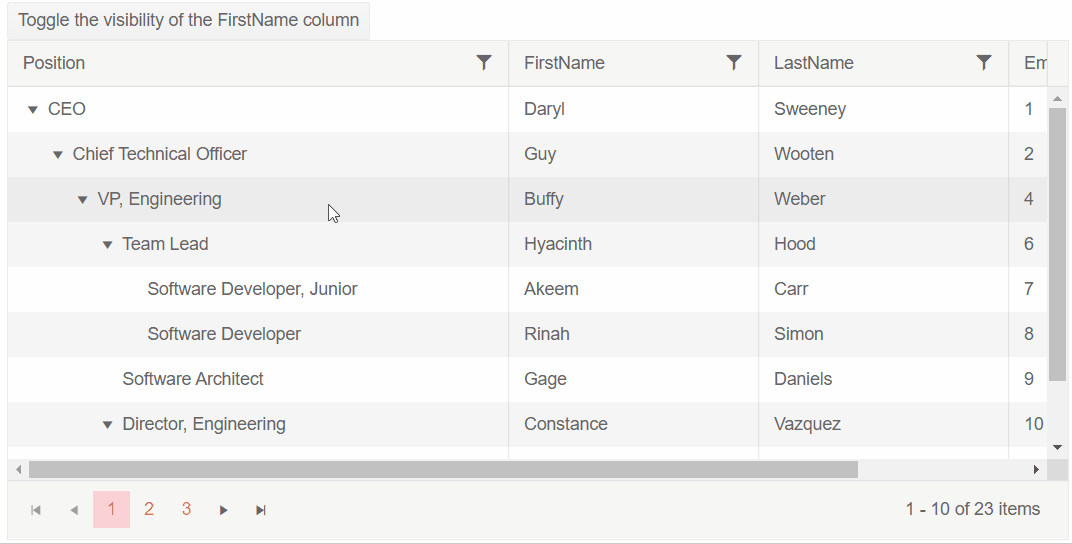 Toggle the visibility of the FirstName column
Position FirstName LastName Em
CEO Daryl Sweeney 1
Chief Technical Officer Guy Wooten 2
VP, Engineering Buffy Weber 4
Team Lead Hyacinth Hood 6
Software Developer, Junior Akeem Carr 7
Software Developer Rinah Simon 8
Software Architect Gage Daniels 9
Director, Engineering Constance Vazquez 10
1 2 3 1 - 10 of 23 items